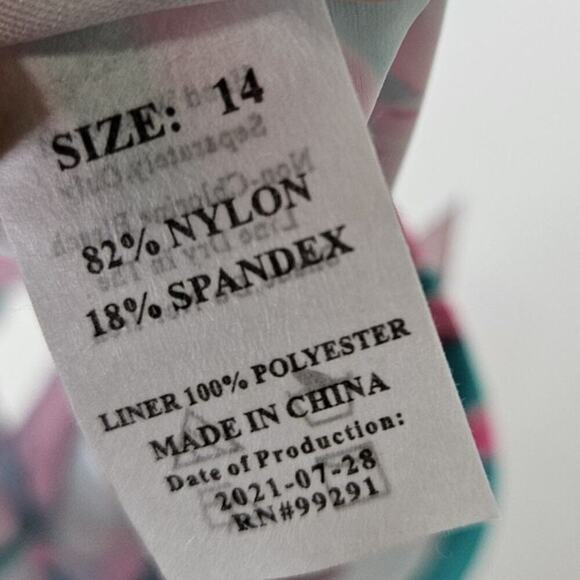 SIZE: 14
82% NYLON
18% SPANDEX
LINER 100% POLYESTER
MADE IN CHINA
Date of Production:
2021-07-28
RN#99291